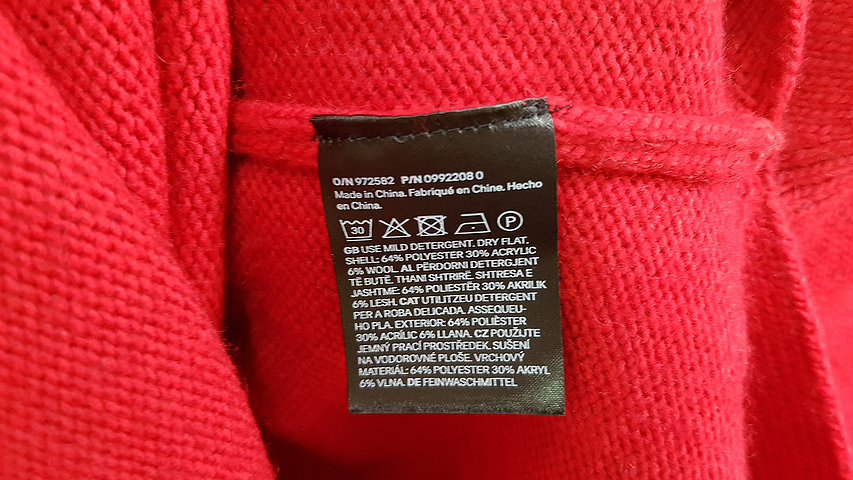 O/N 972582 P/N 0992208 0
Made in China. Fabriqué en Chine. Hecho
en China.
30 P
GB USE MILD DETERGENT. DRY FLAT.
SHELL: 64% POLYESTER 30% ACRYLIC
6% WOOL. AL PËRDORNI DETERGJENT
TË BUTË. THANI SHTRIRË. SHTRESA E
JASHTME: 64% POLIESTËR 30% AKRILIK
6% LESH. CAT UTILITZEU DETERGENT
PER A ROBA DELICADA. ASSEQUEU-
HO PLA. EXTERIOR: 64% POLIÈSTER
30% ACRÍLIC 6% LLANA. CZ POUŽIJTE
JEMNÝ PRACÍ PROSTŘEDEK. SUŠENÍ
NA VODOROVNÉ PLOŠE. VRCHOVÝ
MATERIÁL: 64% POLYESTER 30% AKRYL
6% VLNA. DE FEINWASCHMITTEL